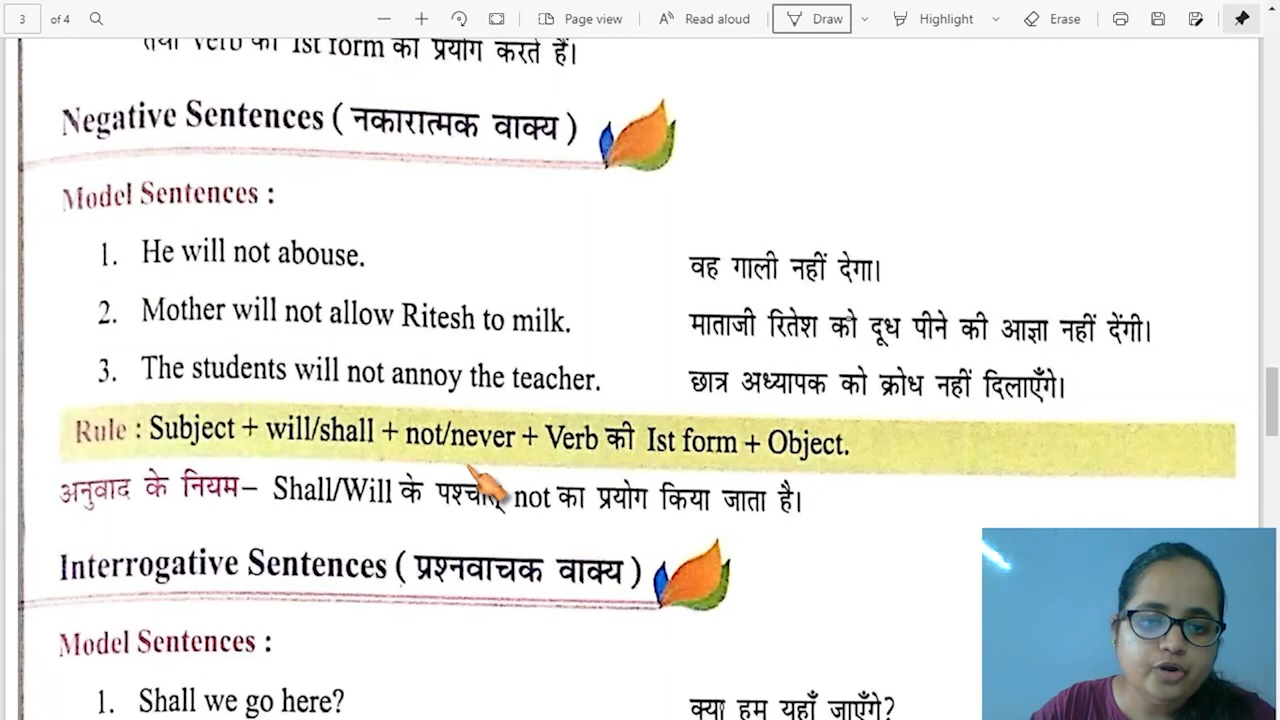 3 of 4 Page view Read aloud Draw Highlight Erase
तथा Verb की Ist form का प्रयोग करते हैं।
Negative Sentences ( नकारात्मक वाक्य )
Model Sentences :
1. He will not abouse. वह गाली नहीं देगा।
2. Mother will not allow Ritesh to milk. माताजी रितेश को दूध पीने की आज्ञा नहीं देंगी।
3. The students will not annoy the teacher. छात्र अध्यापक को क्रोध नहीं दिलाएँगे।
Rule : Subject + will/shall + not/never + Verb की Ist form + Object.
अनुवाद के नियम– Shall/Will के पश्चात् not का प्रयोग किया जाता है।
Interrogative Sentences ( प्रश्नवाचक वाक्य )
Model Sentences :
1. Shall we go here? क्या हम यहाँ जाएँगे?